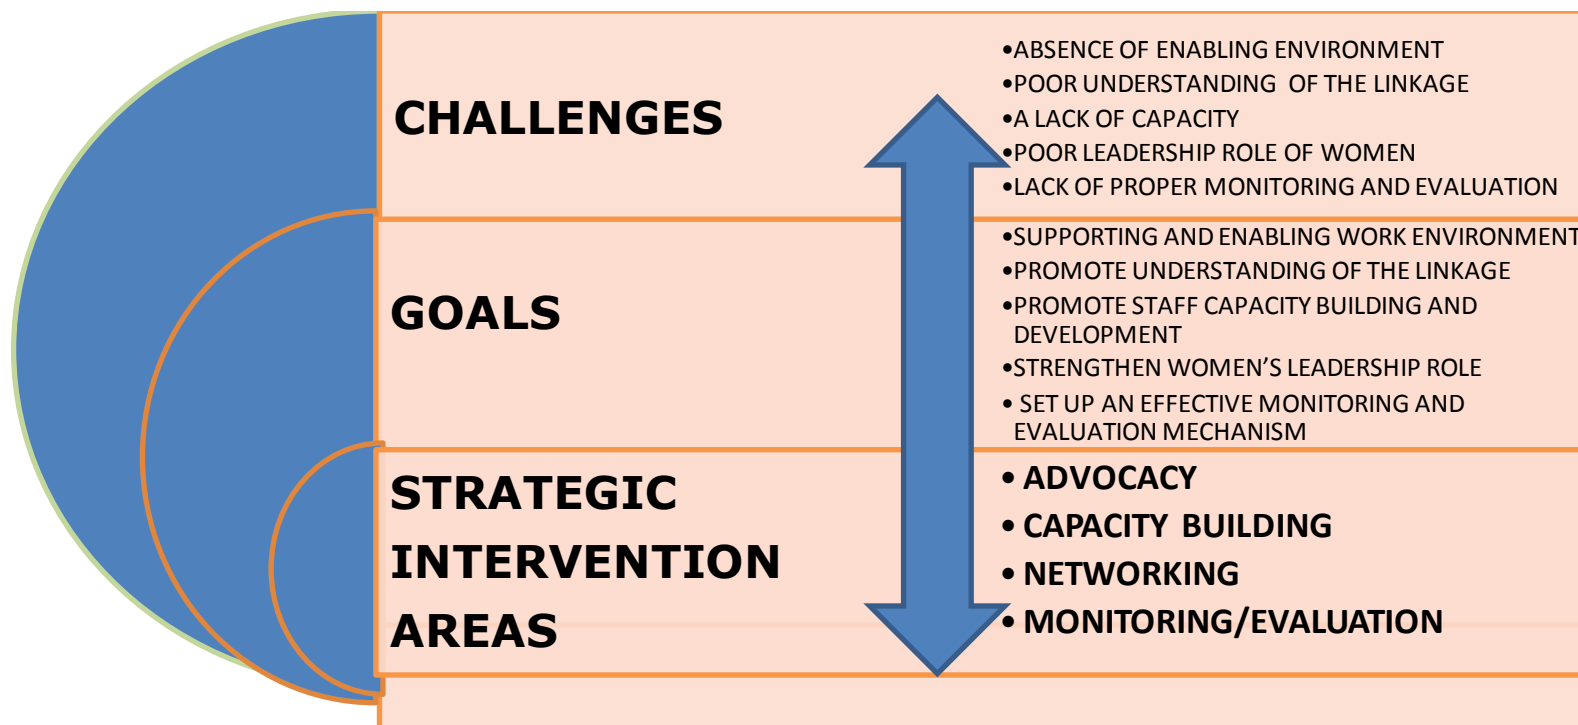 CHALLENGES
•ABSENCE OF ENABLING ENVIRONMENT
•POOR UNDERSTANDING OF THE LINKAGE
•A LACK OF CAPACITY
•POOR LEADERSHIP ROLE OF WOMEN
•LACK OF PROPER MONITORING AND EVALUATION
GOALS
•SUPPORTING AND ENABLING WORK ENVIRONMENT
•PROMOTE UNDERSTANDING OF THE LINKAGE
•PROMOTE STAFF CAPACITY BUILDING AND
DEVELOPMENT
•STRENGTHEN WOMEN’S LEADERSHIP ROLE
• SET UP AN EFFECTIVE MONITORING AND
EVALUATION MECHANISM
STRATEGIC
INTERVENTION
AREAS
• ADVOCACY
• CAPACITY BUILDING
• NETWORKING
• MONITORING/EVALUATION